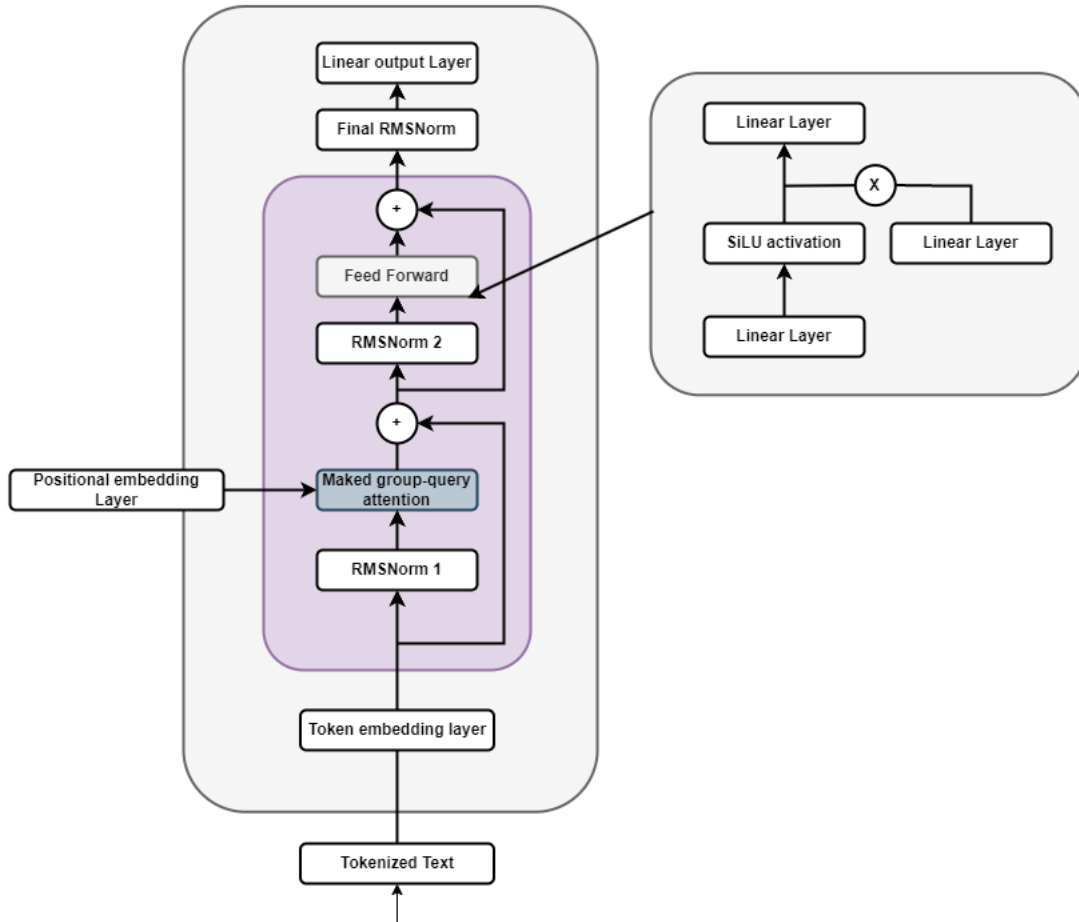 Linear output Layer
Final RMSNorm
+
Feed Forward
RMSNorm 2
+
Maked group-query
attention
Positional embedding
Layer
RMSNorm 1
Token embedding layer
Tokenized Text
Linear Layer
X
SiLU activation
Linear Layer
Linear Layer